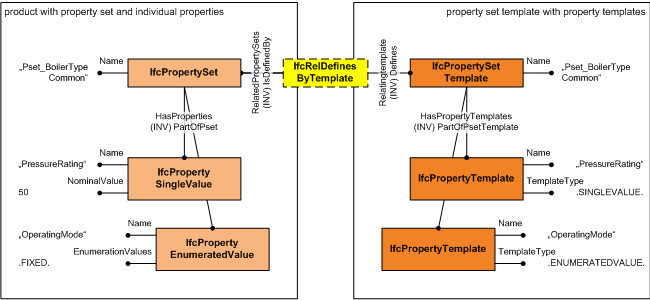 product with property set and individual properties
property set template with property templates
„Pset_BoilerType
Common“
Name
IfcPropertySet
RelatedPropertySets
(INV) IsDefinedBy
IfcRelDefines
ByTemplate
Relatingtemplate
(INV) Defines
IfcPropertySet
Template
Name
„Pset_BoilerType
Common“
HasProperties
(INV) PartOfPset
HasPropertyTemplates
(INV) PartOfPsetTemplate
„PressureRating“
Name
NominalValue
50
IfcProperty
SingleValue
IfcPropertyTemplate
Name
„PressureRating“
TemplateType
.SINGLEVALUE.
„OperatingMode“
Name
EnumerationValues
.FIXED.
IfcProperty
EnumeratedValue
IfcPropertyTemplate
Name
„OperatingMode“
TemplateType
.ENUMERATEDVALUE.